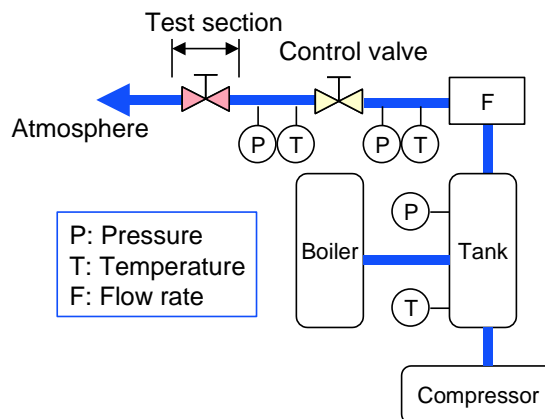 Test section
Control valve
F
Atmosphere
P
T
P
T
P
Boiler
Tank
T
P: Pressure
T: Temperature
F: Flow rate
Compressor